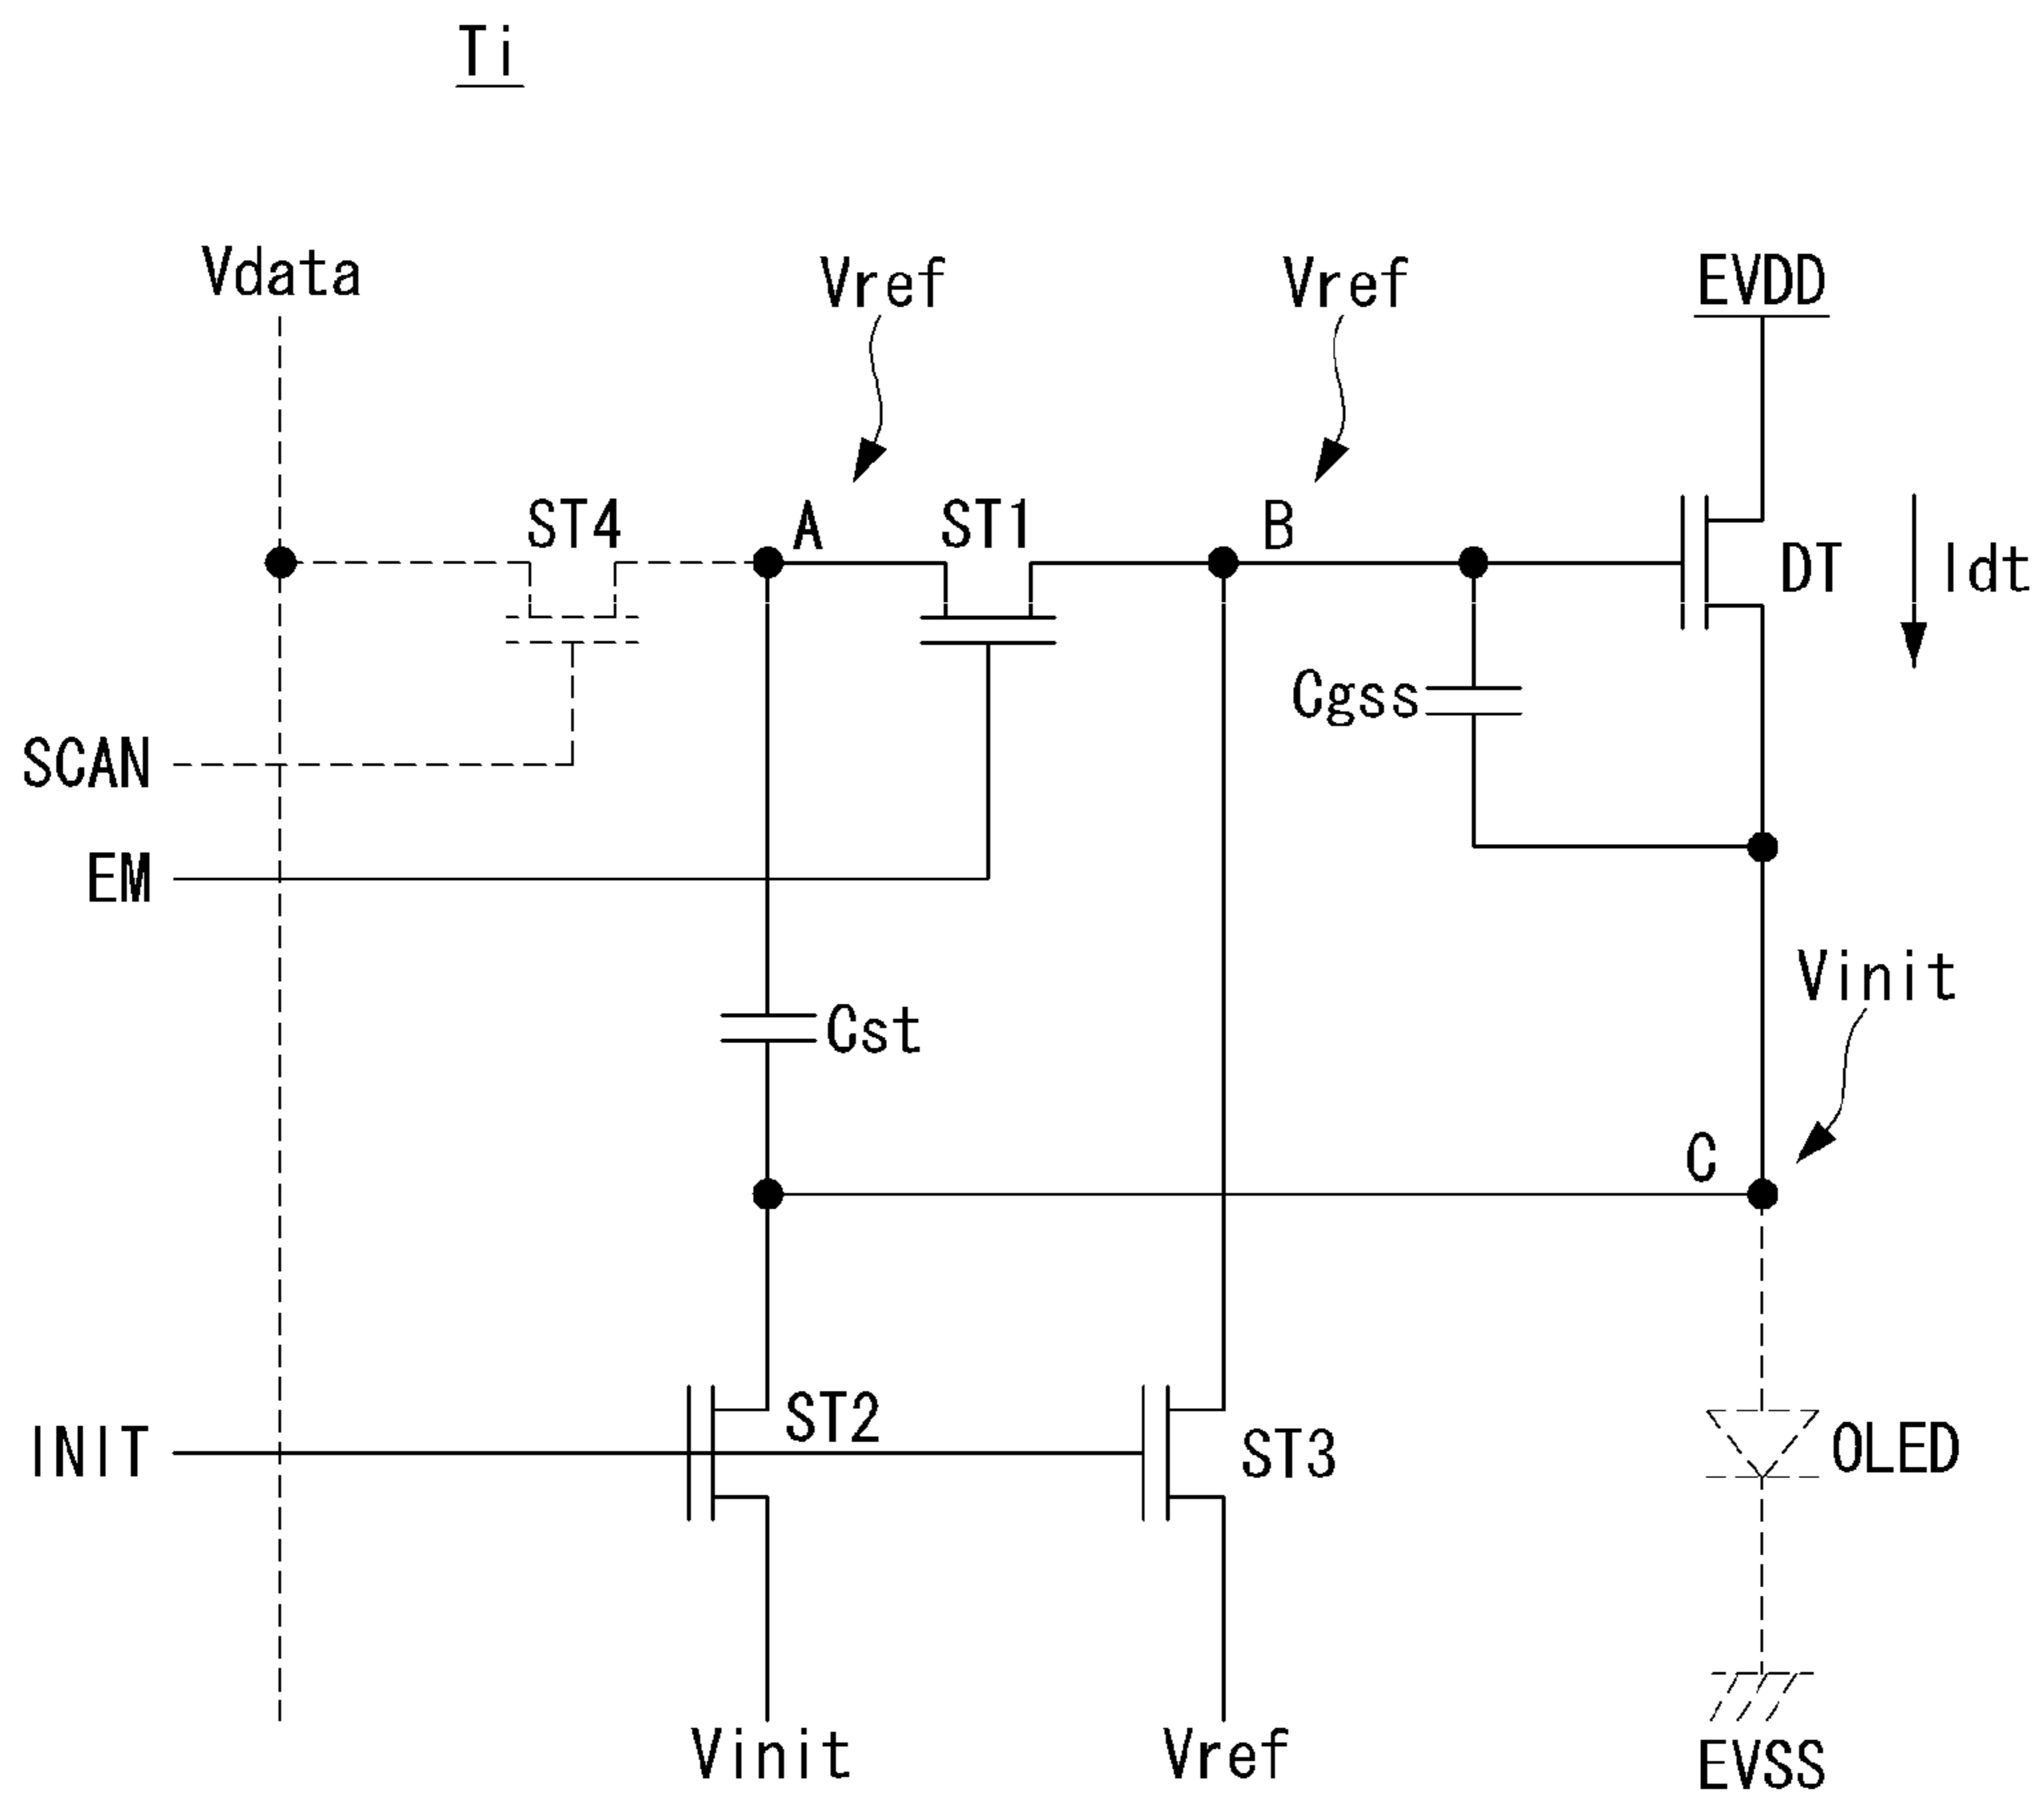 Ti
Vdata
Vref
Vref
EVDD
ST4
A
ST1
B
DT
Idt
Cgss
SCAN
EM
Vinit
Cst
C
ST2
INIT
ST3
OLED
Vinit
Vref
EVSS